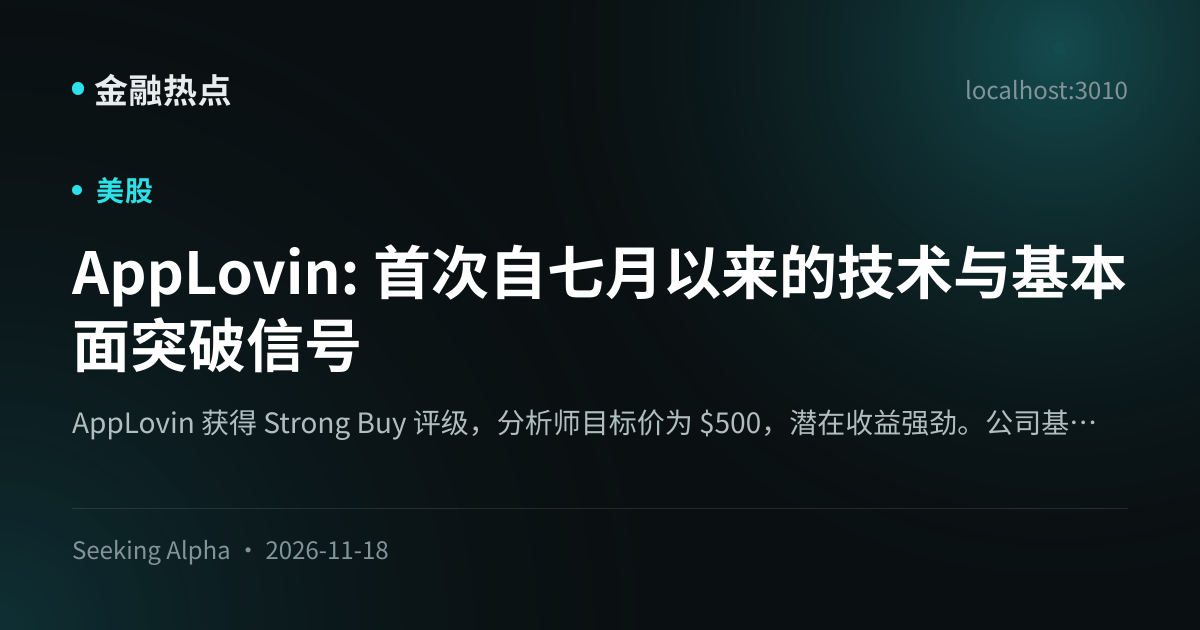 金融热点
localhost:3010
美股
AppLovin: 首次自七月以来的技术与基本
面突破信号
AppLovin 获得 Strong Buy 评级，分析师目标价为 $500，潜在收益强劲。公司基…
Seeking Alpha · 2026-11-18